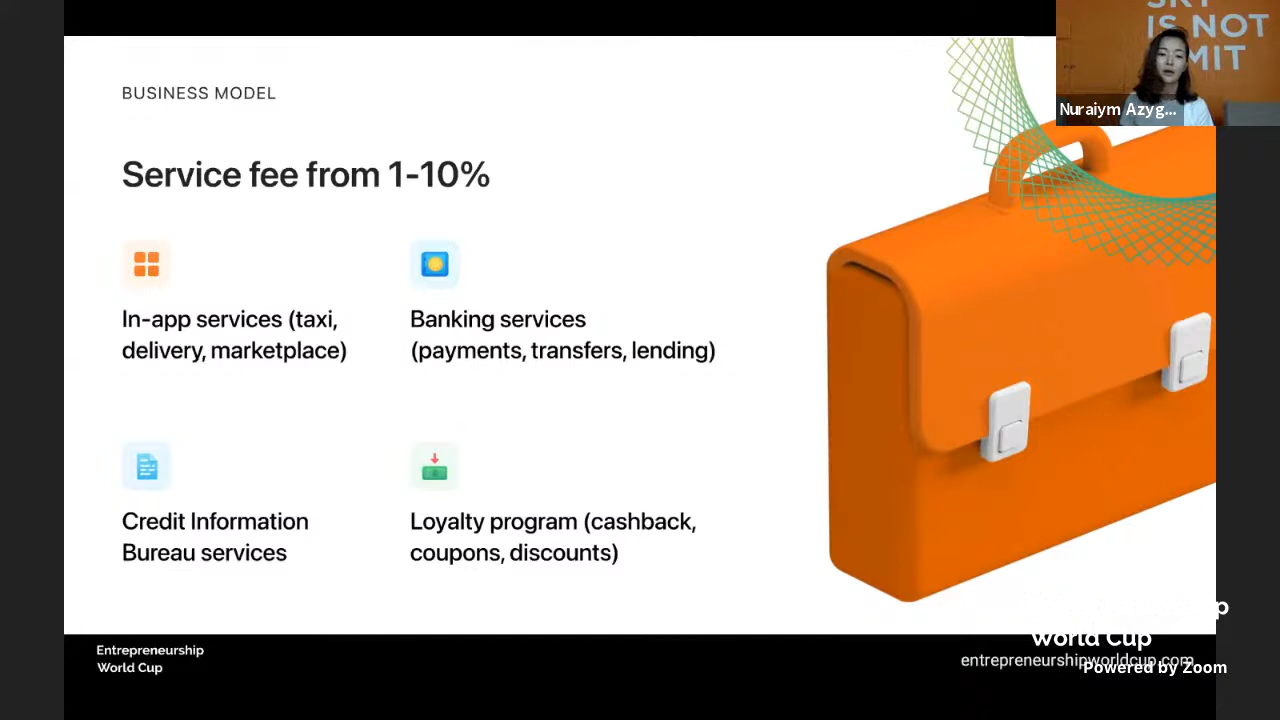 SKY
IS NOT
MIT
Nuraiym Azyg...
BUSINESS MODEL
Service fee from 1-10%
In-app services (taxi,
delivery, marketplace)
Banking services
(payments, transfers, lending)
Credit Information
Bureau services
Loyalty program (cashback,
coupons, discounts)
Entrepreneurship
World Cup
p
World Cup
entrepreneurshipworldcup.com
Powered by Zoom